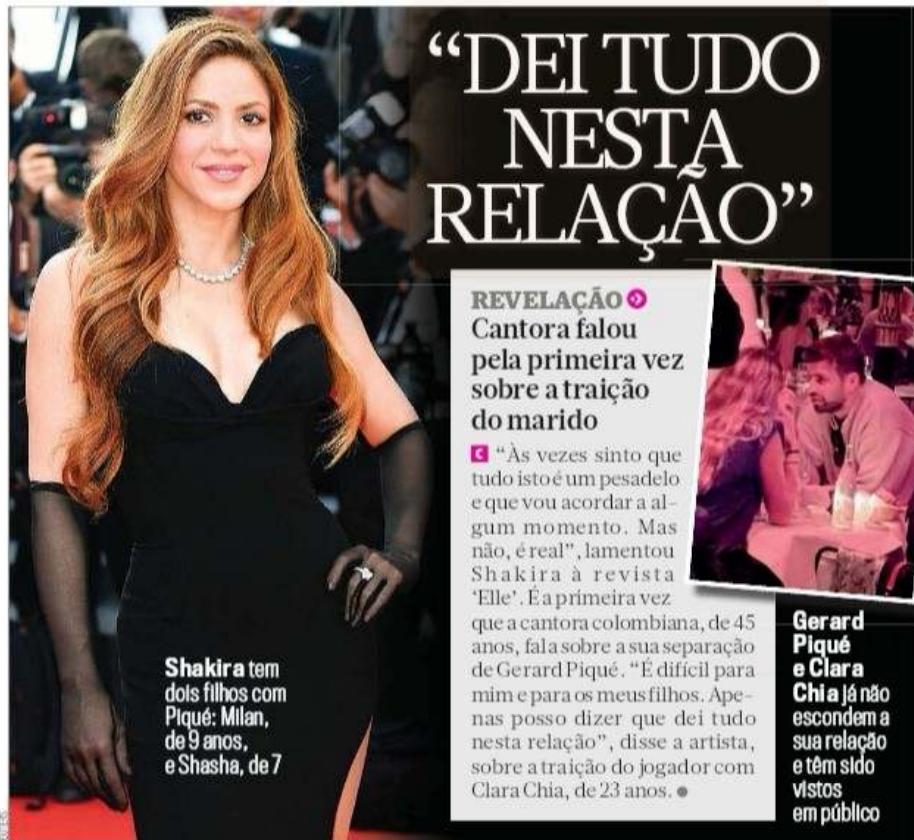 “DEI TUDO
NESTA
RELAÇÃO”
REVELAÇÃO
Cantora falou
pela primeira vez
sobre a traição
do marido
“Às vezes sinto que
tudo isto é um pesadelo
e que vou acordar a al-
gum momento. Mas
não, é real”, lamentou
Shakira à revista
‘Elle’. É a primeira vez
que a cantora colombiana, de 45
anos, fala sobre a sua separação
de Gerard Piqué. “É difícil para
mim e para os meus filhos. Ape-
nas posso dizer que dei tudo
nesta relação”, disse a artista,
sobre a traição do jogador com
Clara Chia, de 23 anos.
Shakira tem
dois filhos com
Piqué: Milan,
de 9 anos,
e Shasha, de 7
Gerard
Piqué
e Clara
Chia já não
escondem a
sua relação
e têm sido
vistos
em público